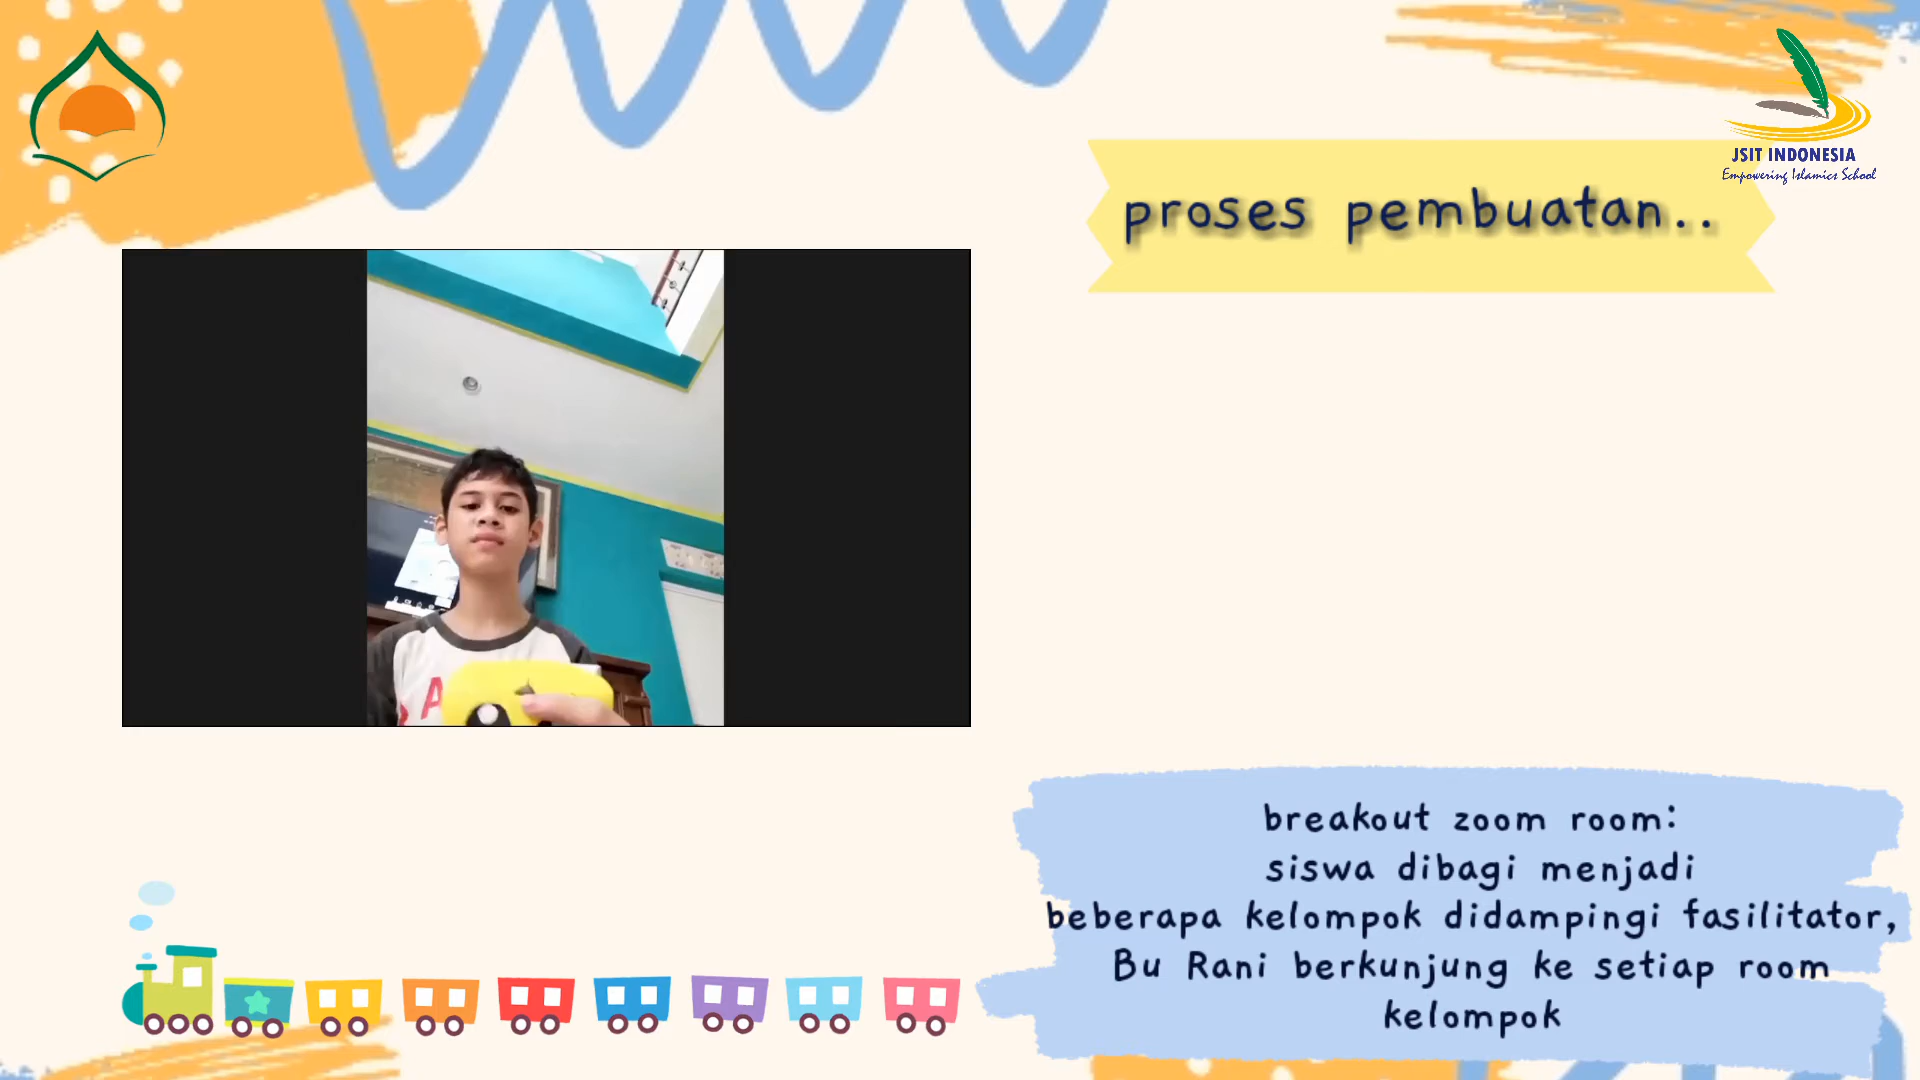 JSIT INDONESIA
Empowering Islamics School
proses pembuatan..
A
breakout zoom room:
siswa dibagi menjadi
beberapa kelompok didampingi fasilitator,
Bu Rani berkunjung ke setiap room
kelompok